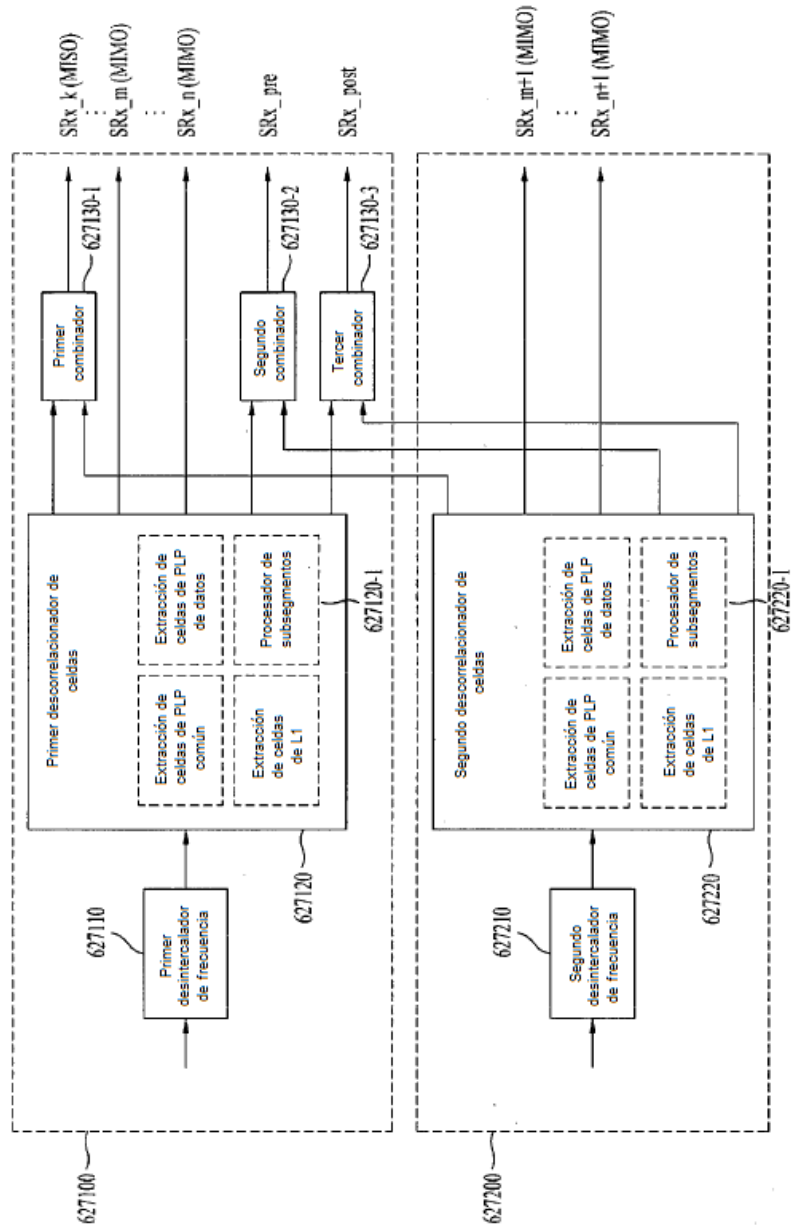 627100
627110
Primer
desintercalador
de frecuencia
627120
Primer descorrelacionador de
celdas
Extracción de
celdas de PLP
común
Extracción de
celdas de PLP
de datos
Extracción
de celdas
de L1
Procesador de
subsegmentos
627120-1
Primer
combinador
627130-1
Segundo
combinador
627130-2
Tercer
combinador
627130-3
SRx_k (MISO)
⋮
SRx_m (MIMO)
⋮
SRx_n (MIMO)
SRx_pre
SRx_post
627200
627210
Segundo
desintercalador
de frecuencia
627220
Segundo descorrelacionador de
celdas
Extracción de
celdas de PLP
común
Extracción de
celdas de PLP
de datos
Extracción
de celdas de
L1
Procesador de
subsegmentos
627220-1
SRx_m+1 (MIMO)
⋮
SRx_n+1 (MIMO)